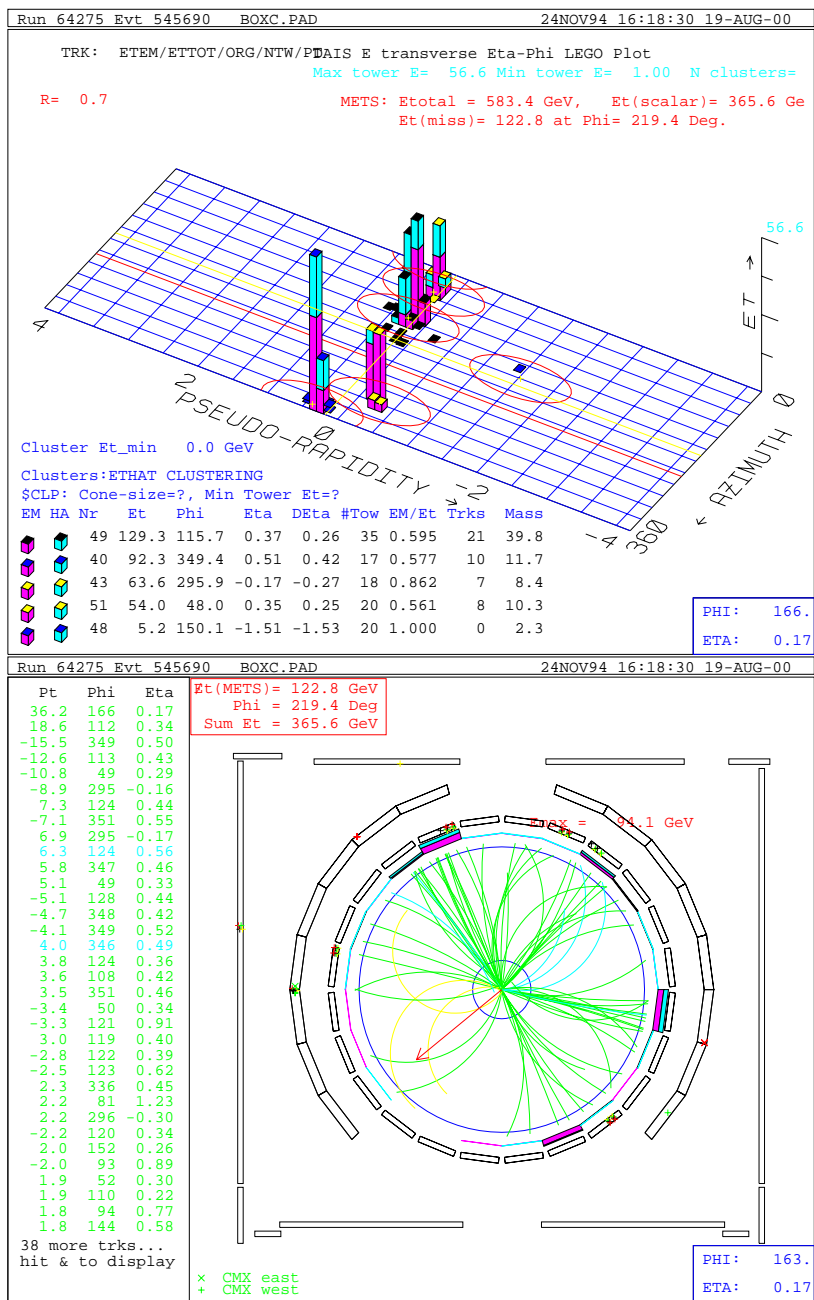 Run 64275 Evt 545690 BOXC.PAD 24NOV94 16:18:30 19-AUG-00
TRK: ETEM/ETTOT/ORG/NTW/PTDAIS E transverse Eta-Phi LEGO Plot
Max tower E= 56.6 Min tower E= 1.00 N clusters=
R= 0.7
METS: Etotal = 583.4 GeV, Et(scalar)= 365.6 Ge
Et(miss)= 122.8 at Phi= 219.4 Deg.
56.6
ET →
4
2
0
-2
-4
PSEUDO-RAPIDITY →
0
← AZIMUTH
360
Cluster Et_min 0.0 GeV
Clusters:ETHAT CLUSTERING
$CLP: Cone-size=?, Min Tower Et=?
EM HA Nr Et Phi Eta DEta #Tow EM/Et Trks Mass
49 129.3 115.7 0.37 0.26 35 0.595 21 39.8
40 92.3 349.4 0.51 0.42 17 0.577 10 11.7
43 63.6 295.9 -0.17 -0.27 18 0.862 7 8.4
51 54.0 48.0 0.35 0.25 20 0.561 8 10.3
48 5.2 150.1 -1.51 -1.53 20 1.000 0 2.3
PHI: 166.
ETA: 0.17
Run 64275 Evt 545690 BOXC.PAD 24NOV94 16:18:30 19-AUG-00
Pt Phi Eta
36.2 166 0.17
18.6 112 0.34
-15.5 349 0.50
-12.6 113 0.43
-10.8 49 0.29
-8.9 295 -0.16
7.3 124 0.44
-7.1 351 0.55
6.9 295 -0.17
6.3 124 0.56
5.8 347 0.46
5.1 49 0.33
-5.1 128 0.44
-4.7 348 0.42
-4.1 349 0.52
4.0 346 0.49
3.8 124 0.36
3.6 108 0.42
3.5 351 0.46
-3.4 50 0.34
-3.3 121 0.91
3.0 119 0.40
-2.8 122 0.39
-2.5 123 0.62
2.3 336 0.45
2.2 81 1.23
2.2 296 -0.30
-2.2 120 0.34
2.0 152 0.26
-2.0 93 0.89
1.9 52 0.30
1.9 110 0.22
1.8 94 0.77
1.8 144 0.58
38 more trks...
hit & to display
Et(METS)= 122.8 GeV
Phi = 219.4 Deg
Sum Et = 365.6 GeV
Emax = 94.1 GeV
× CMX east
+ CMX west
PHI: 163.
ETA: 0.17